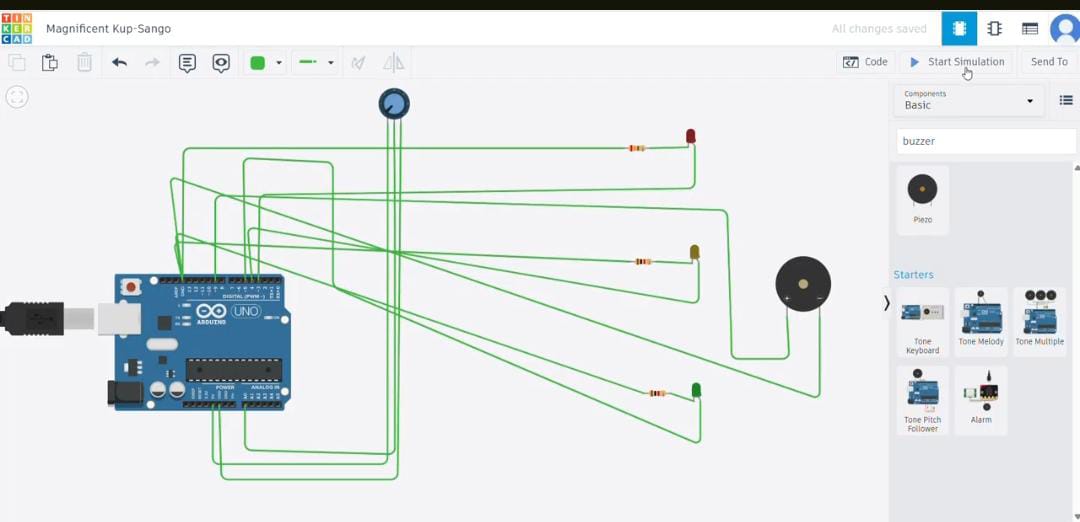 TIN
KER
CAD
Magnificent Kup-Sango
All changes saved
Code
Start Simulation
Send To
Components
Basic
buzzer
Piezo
Starters
Tone
Keyboard
Tone Melody
Tone Multiple
Tone Pitch
Follower
Alarm
DIGITAL (PWM~)
UNO
ARDUINO
POWER
ANALOG IN